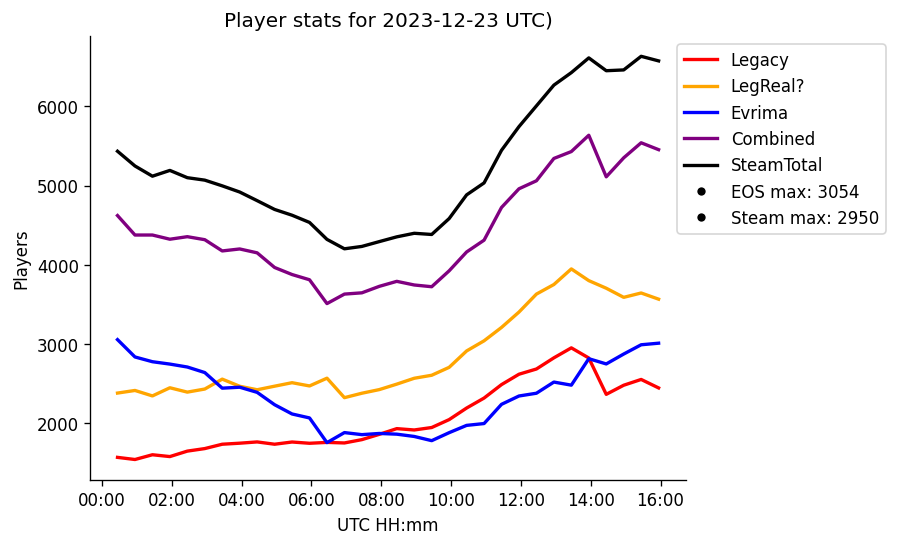 Player stats for 2023-12-23 UTC)
Legacy
LegReal?
Evrima
Combined
SteamTotal
EOS max: 3054
Steam max: 2950
Players
6000
5000
4000
3000
2000
00:00 02:00 04:00 06:00 08:00 10:00 12:00 14:00 16:00
UTC HH:mm